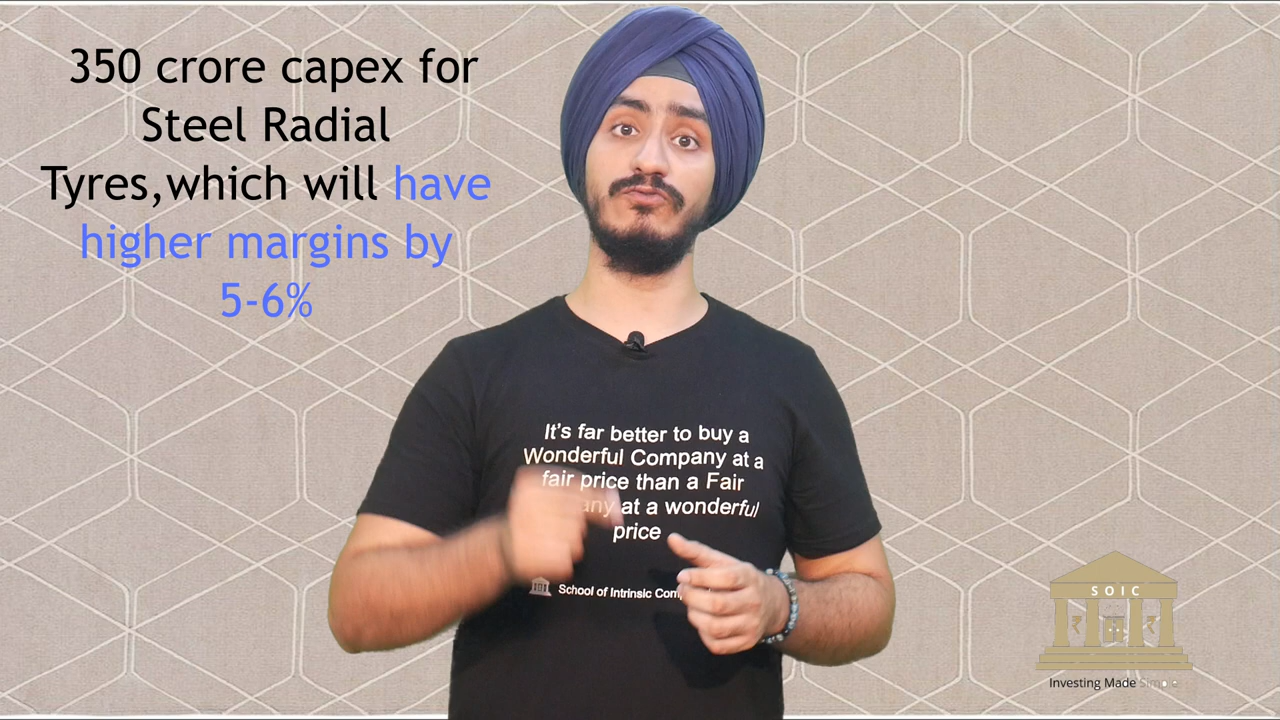 350 crore capex for
Steel Radial
Tyres,which will have
higher margins by
5-6%
It's far better to buy a
Wonderful Company at a
fair price than a Fair
at a wonderful
price
School of Intrinsic
SOIC
Investing Made Simple